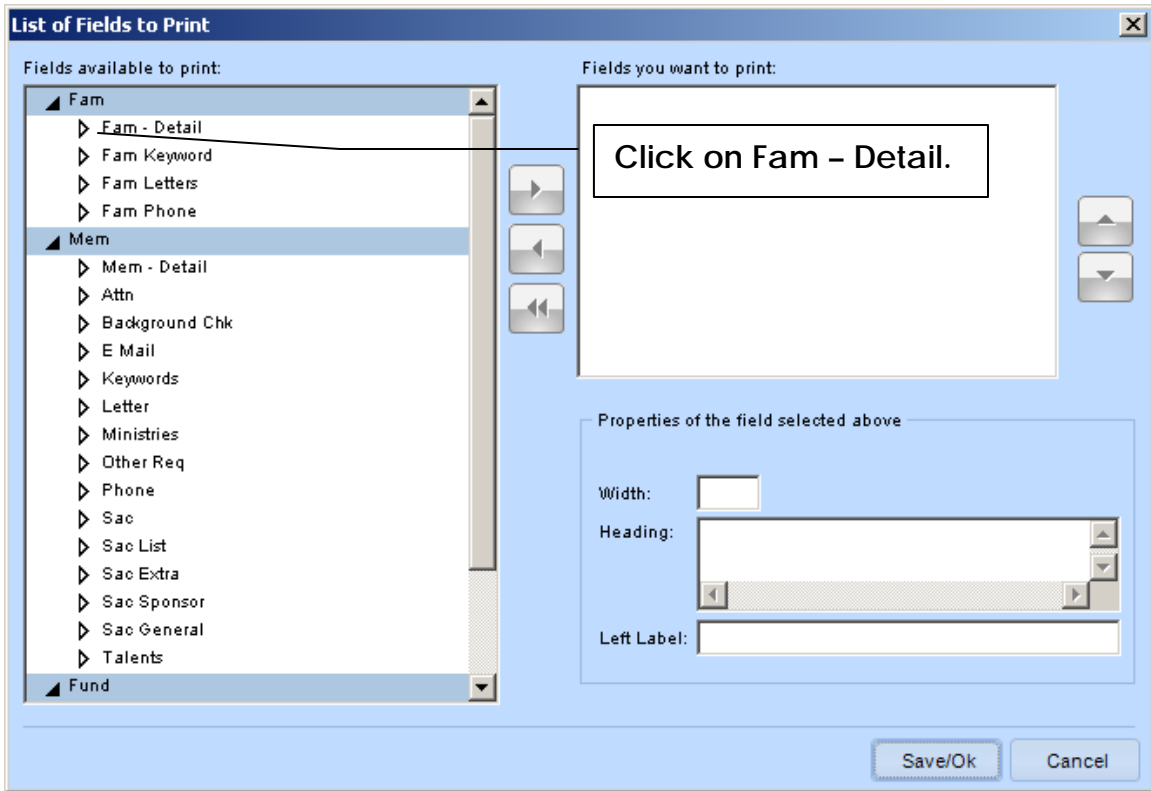 List of Fields to Print
Fields available to print:
Fam
Fam - Detail
Fam Keyword
Fam Letters
Fam Phone
Mem
Mem - Detail
Attn
Background Chk
E Mail
Keywords
Letter
Ministries
Other Req
Phone
Sac
Sac List
Sac Extra
Sac Sponsor
Sac General
Talents
Fund
Fields you want to print:
Click on Fam – Detail.
Properties of the field selected above
Width:
Heading:
Left Label:
Save/Ok
Cancel